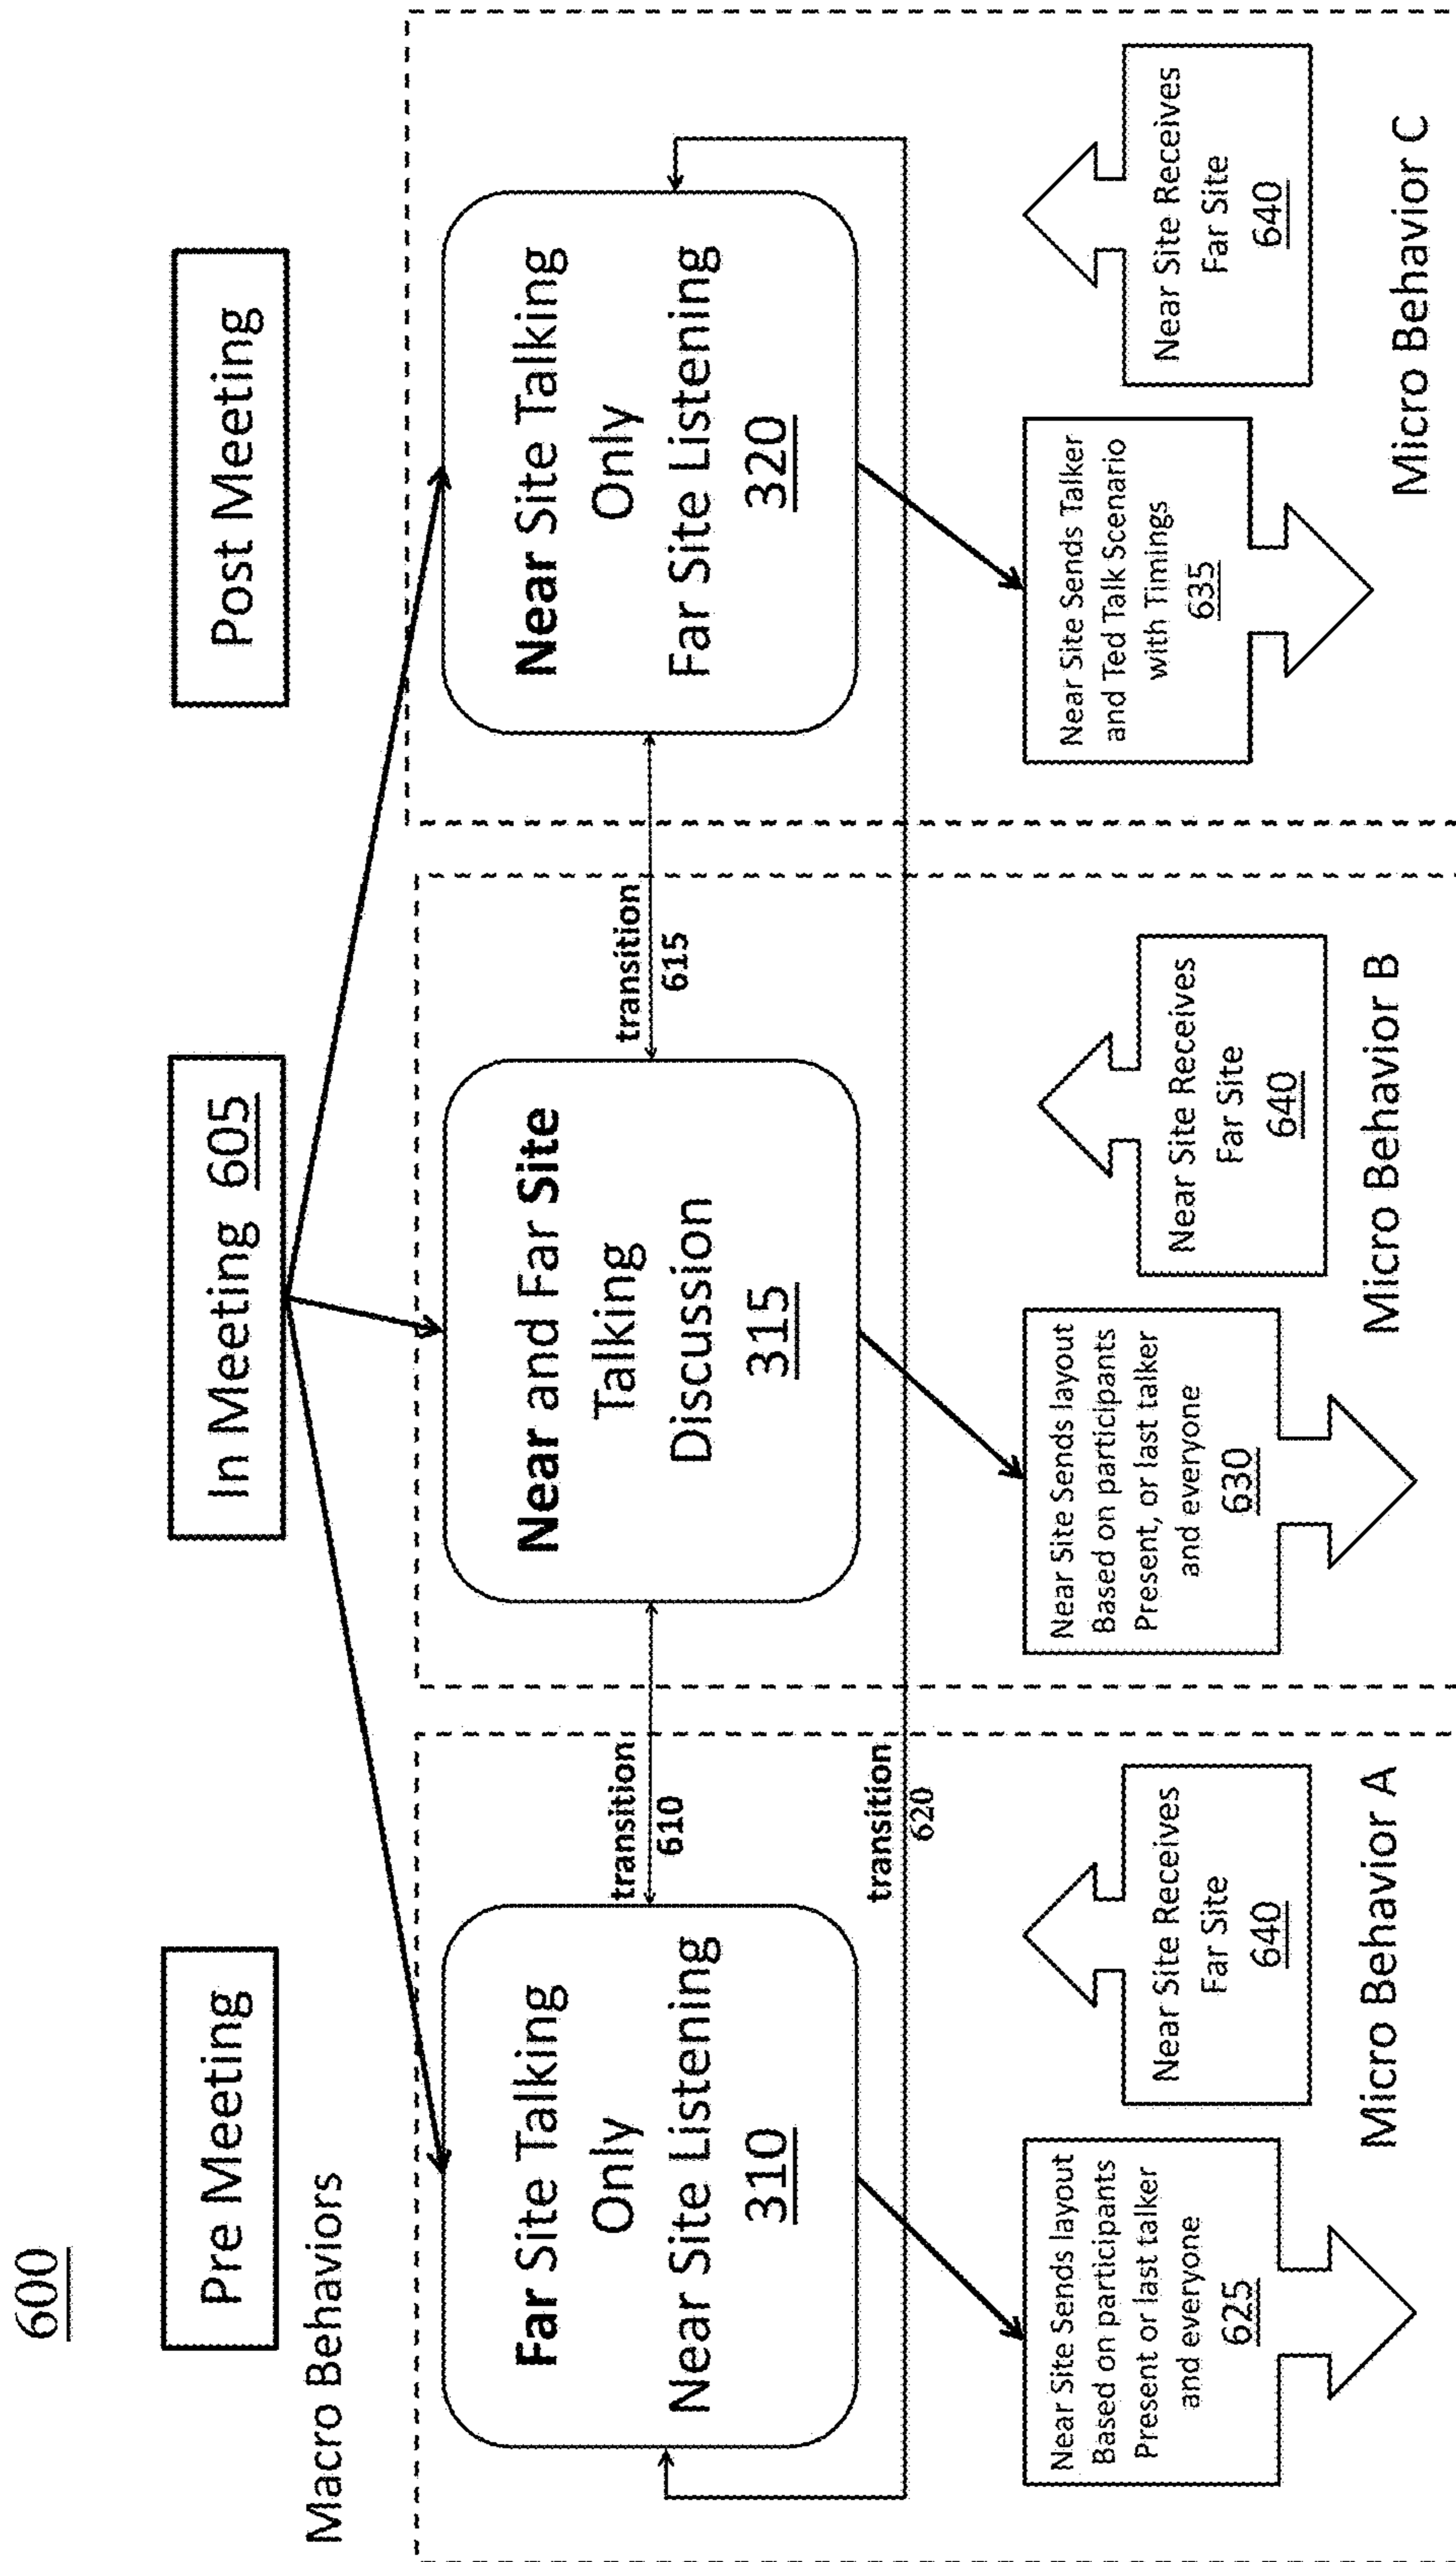 600
Pre Meeting
In Meeting 605
Post Meeting
Macro Behaviors
Far Site Talking
Only
Near Site Listening
310
transition
610
Near and Far Site
Talking
Discussion
315
transition
615
Near Site Talking
Only
Far Site Listening
320
transition
620
Near Site Sends layout
Based on participants
Present or last talker
and everyone
625
Near Site Receives
Far Site
640
Micro Behavior A
Near Site Sends layout
Based on participants
Present, or last talker
and everyone
630
Near Site Receives
Far Site
640
Micro Behavior B
Near Site Sends Talker
and Ted Talk Scenario
with Timings
635
Near Site Receives
Far Site
640
Micro Behavior C